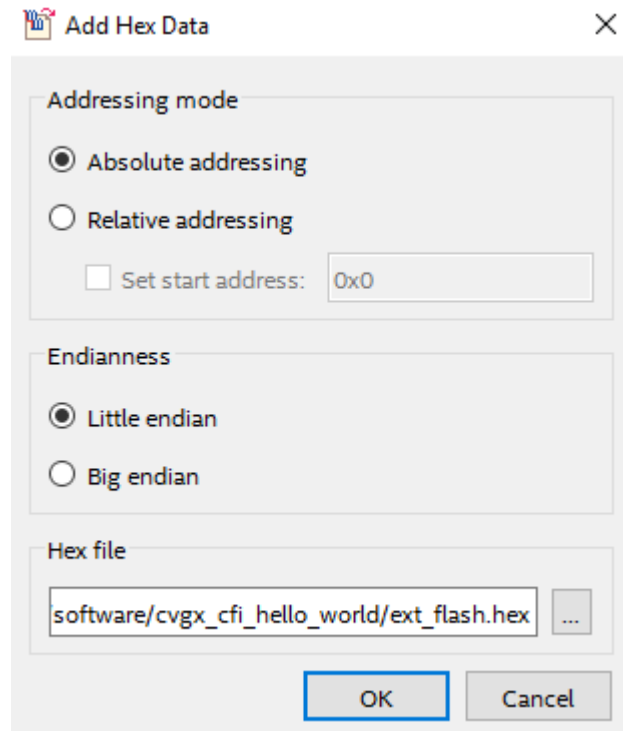 Add Hex Data
Addressing mode
Absolute addressing
Relative addressing
Set start address: 0x0
Endianness
Little endian
Big endian
Hex file
software/cvgx_cfi_hello_world/ext_flash.hex ...
OK Cancel